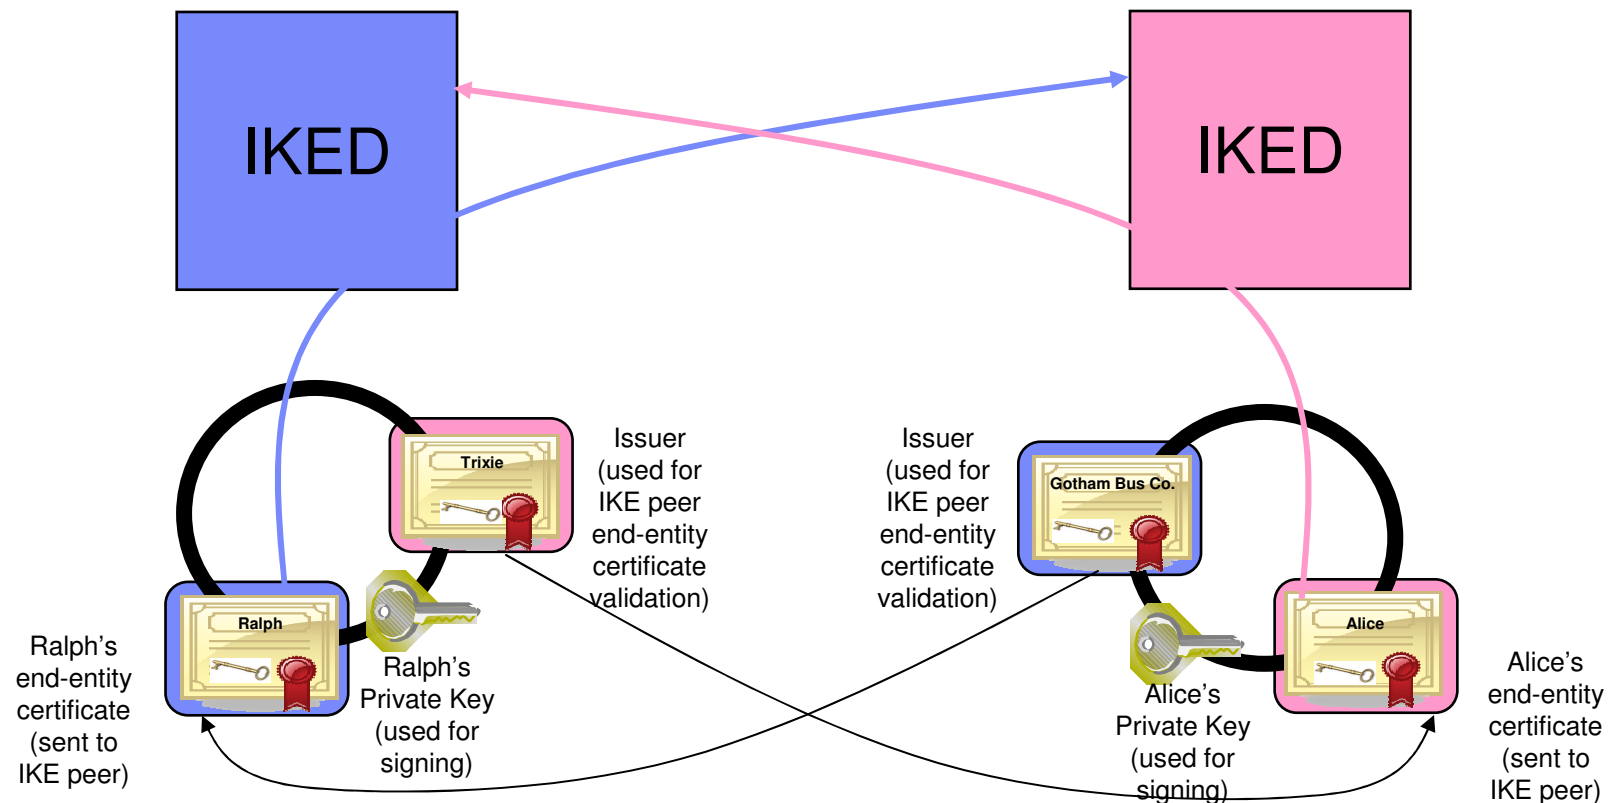 IKED
IKED
Trixie
Issuer
(used for
IKE peer
end-entity
certificate
validation)
Issuer
(used for
IKE peer
end-entity
certificate
validation)
Gotham Bus Co.
Ralph
Alice
Ralph's
end-entity
certificate
(sent to
IKE peer)
Ralph's
Private Key
(used for
signing)
Alice's
Private Key
(used for
signing)
Alice's
end-entity
certificate
(sent to
IKE peer)